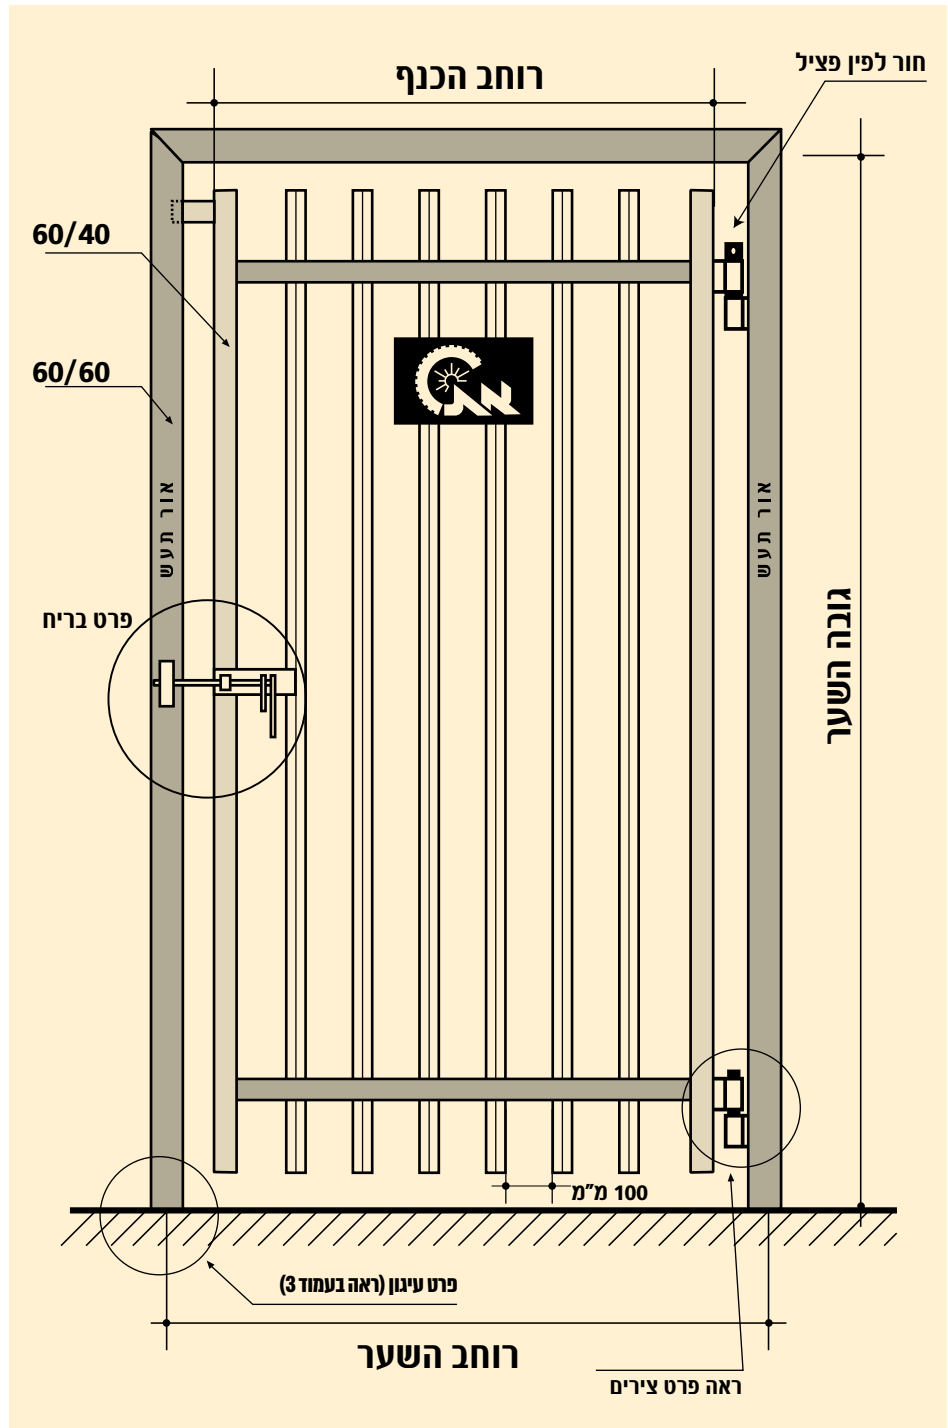 רוחב הכנף
חור לפין פציל
60/40
60/60
את
אור תעש
אור תעש
פרט בריח
גובה השער
100 מ"מ
פרט עיגון (ראה בעמוד 3)
רוחב השער
ראה פרט צירים